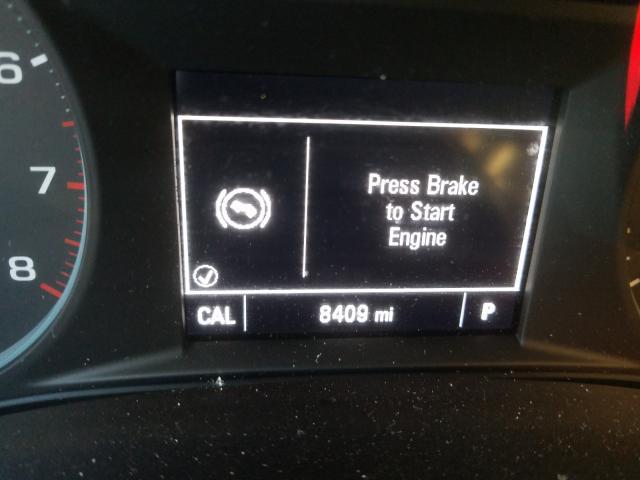 6
7
8
Press Brake
to Start
Engine
CAL
8409 mi
P